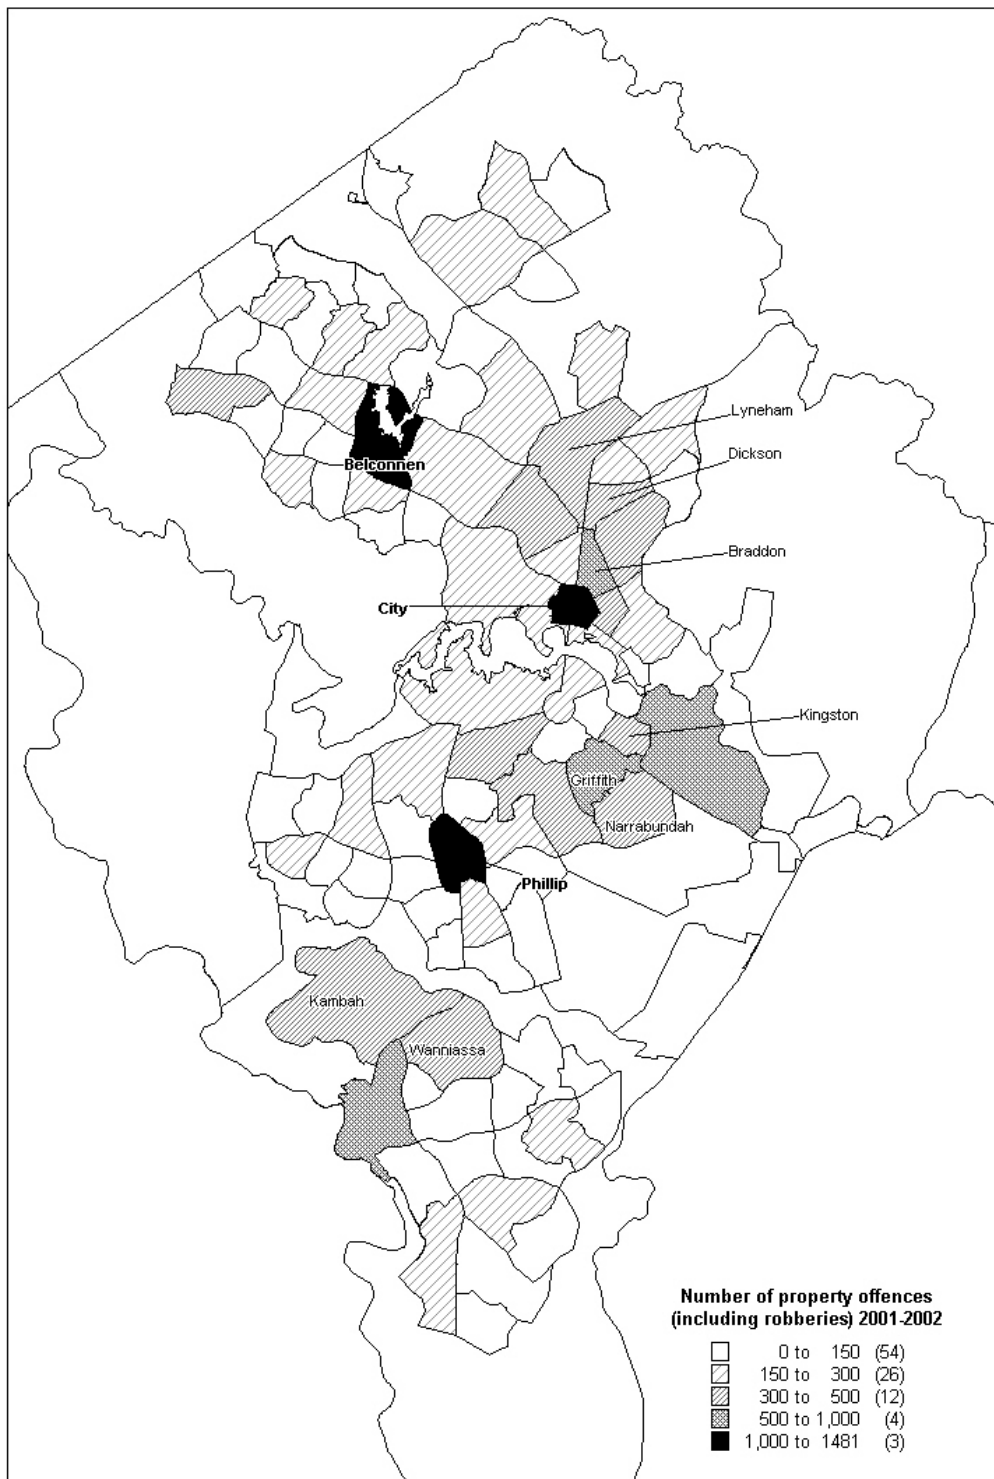 Lyneham
Dickson
Belconnen
Braddon
City
Kingston
Griffith
Narrabundah
Phillip
Kambah
Wanniassa
Number of property offences
(including robberies) 2001-2002
0 to 150 (54)
150 to 300 (26)
300 to 500 (12)
500 to 1,000 (4)
1,000 to 1481 (3)